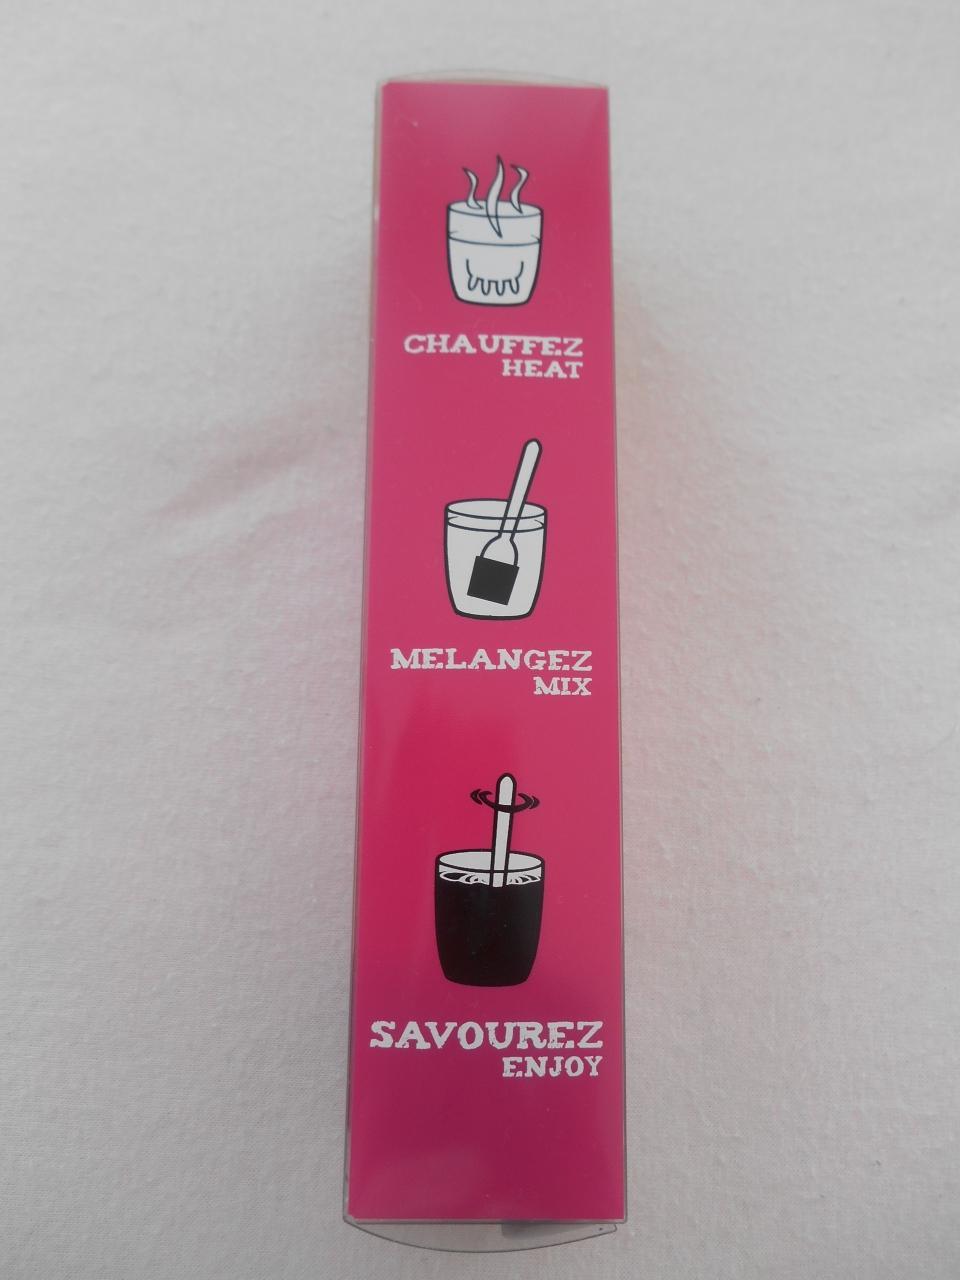 CHAUFFEZ
HEAT
MELANGEZ
MIX
SAVOUREZ
ENJOY